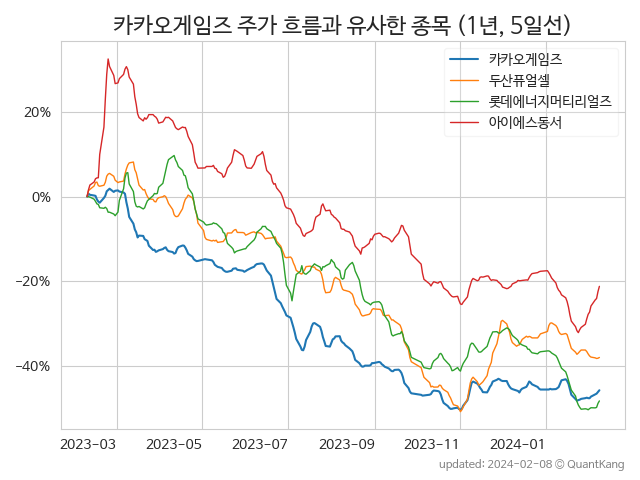 카카오게임즈 주가 흐름과 유사한 종목 (1년, 5일선)
카카오게임즈
두산퓨얼셀
롯데에너지머티리얼즈
아이에스동서
20%
0%
−20%
−40%
2023-03 2023-05 2023-07 2023-09 2023-11 2024-01
updated: 2024-02-08 © QuantKang